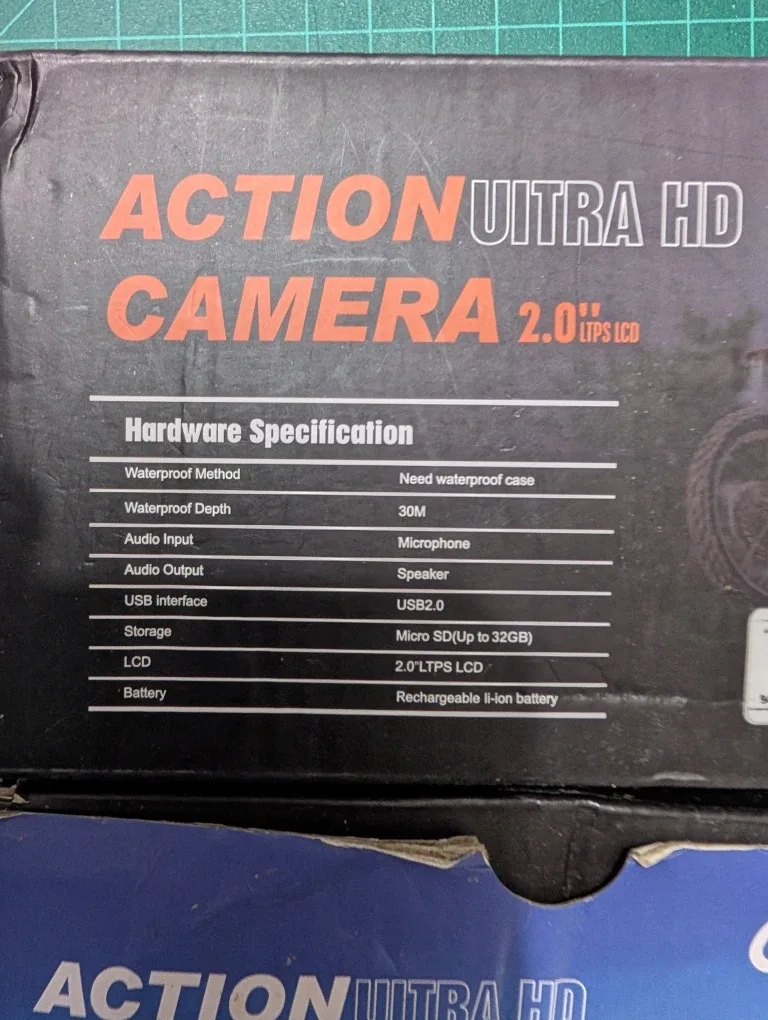 ACTION UITRA HD
CAMERA 2.0" LTPS LCD
Hardware Specification
Waterproof Method Need waterproof case
Waterproof Depth 30M
Audio Input Microphone
Audio Output Speaker
USB interface USB2.0
Storage Micro SD(Up to 32GB)
LCD 2.0"LTPS LCD
Battery Rechargeable li-ion battery
ACTION UITRA HD